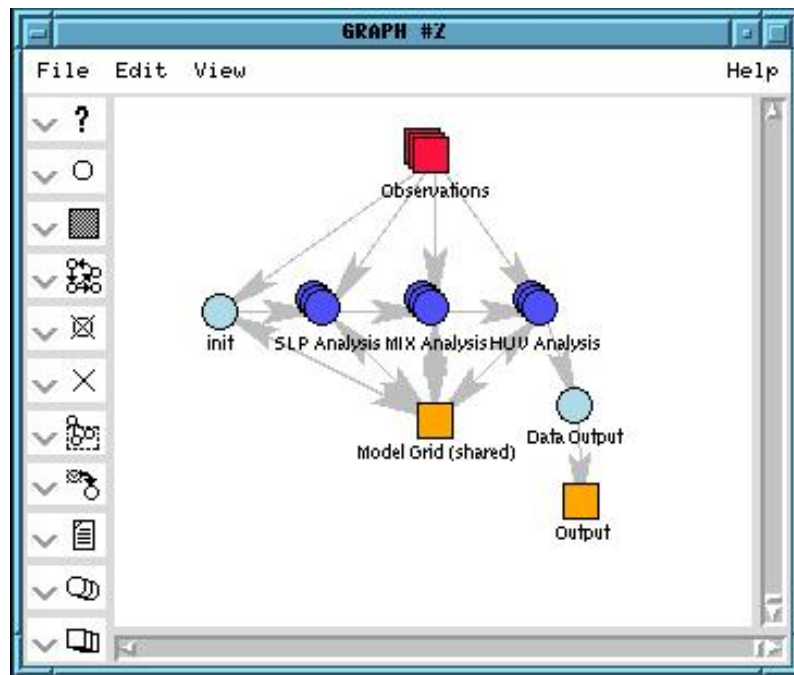 GRAPH #2
File Edit View Help
?
Observations
init
SLP Analysis MIX Analysis HUV Analysis
Model Grid (shared)
Data Output
Output